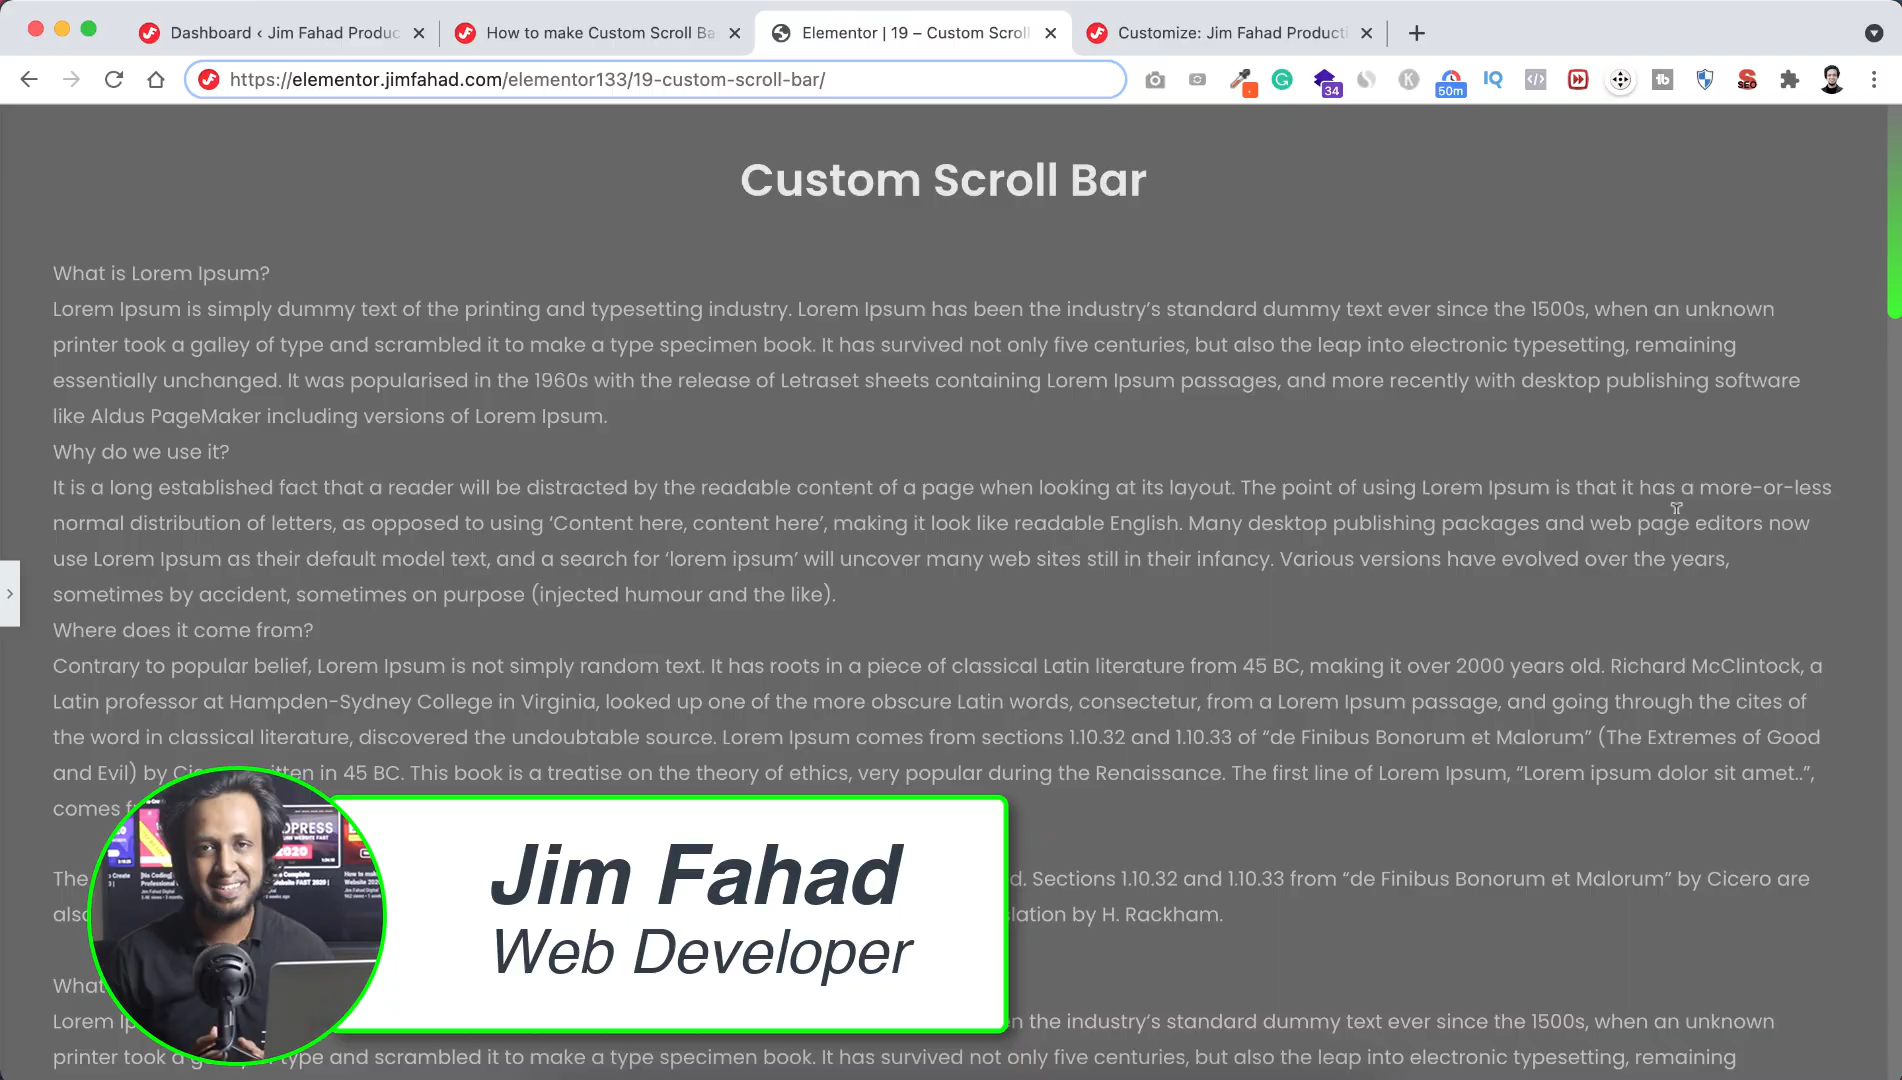 Dashboard ‹ Jim Fahad Produc
How to make Custom Scroll Ba
Elementor | 19 – Custom Scroll
Customize: Jim Fahad Producti
https://elementor.jimfahad.com/elementor133/19-custom-scroll-bar/
34
50m
IQ
SEO
Custom Scroll Bar
What is Lorem Ipsum?
Lorem Ipsum is simply dummy text of the printing and typesetting industry. Lorem Ipsum has been the industry’s standard dummy text ever since the 1500s, when an unknown
printer took a galley of type and scrambled it to make a type specimen book. It has survived not only five centuries, but also the leap into electronic typesetting, remaining
essentially unchanged. It was popularised in the 1960s with the release of Letraset sheets containing Lorem Ipsum passages, and more recently with desktop publishing software
like Aldus PageMaker including versions of Lorem Ipsum.
Why do we use it?
It is a long established fact that a reader will be distracted by the readable content of a page when looking at its layout. The point of using Lorem Ipsum is that it has a more-or-less
normal distribution of letters, as opposed to using ‘Content here, content here’, making it look like readable English. Many desktop publishing packages and web page editors now
use Lorem Ipsum as their default model text, and a search for ‘lorem ipsum’ will uncover many web sites still in their infancy. Various versions have evolved over the years,
sometimes by accident, sometimes on purpose (injected humour and the like).
Where does it come from?
Contrary to popular belief, Lorem Ipsum is not simply random text. It has roots in a piece of classical Latin literature from 45 BC, making it over 2000 years old. Richard McClintock, a
Latin professor at Hampden-Sydney College in Virginia, looked up one of the more obscure Latin words, consectetur, from a Lorem Ipsum passage, and going through the cites of
the word in classical literature, discovered the undoubtable source. Lorem Ipsum comes from sections 1.10.32 and 1.10.33 of “de Finibus Bonorum et Malorum” (The Extremes of Good
and Evil) by in 45 BC. This book is a treatise on the theory of ethics, very popular during the Renaissance. The first line of Lorem Ipsum, “Lorem ipsum dolor sit amet..”,
comes
The d. Sections 1.10.32 and 1.10.33 from “de Finibus Bonorum et Malorum” by Cicero are
lation by H. Rackham.
What
Lorem n the industry’s standard dummy text ever since the 1500s, when an unknown
printer took a type and scrambled it to make a type specimen book. It has survived not only five centuries, but also the leap into electronic typesetting, remaining
Jim Fahad
Web Developer
2020